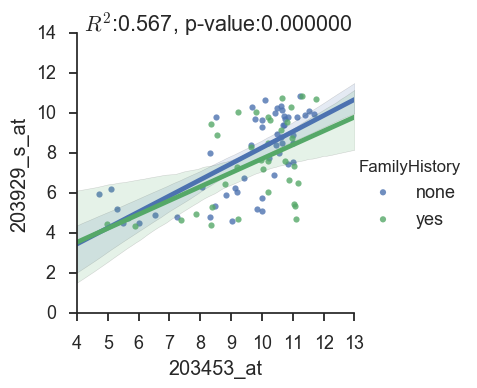 R²:0.567, p-value:0.000000
14
12
10
8
6
4
2
0
203929_s_at
4 5 6 7 8 9 10 11 12 13
203453_at
FamilyHistory
none
yes